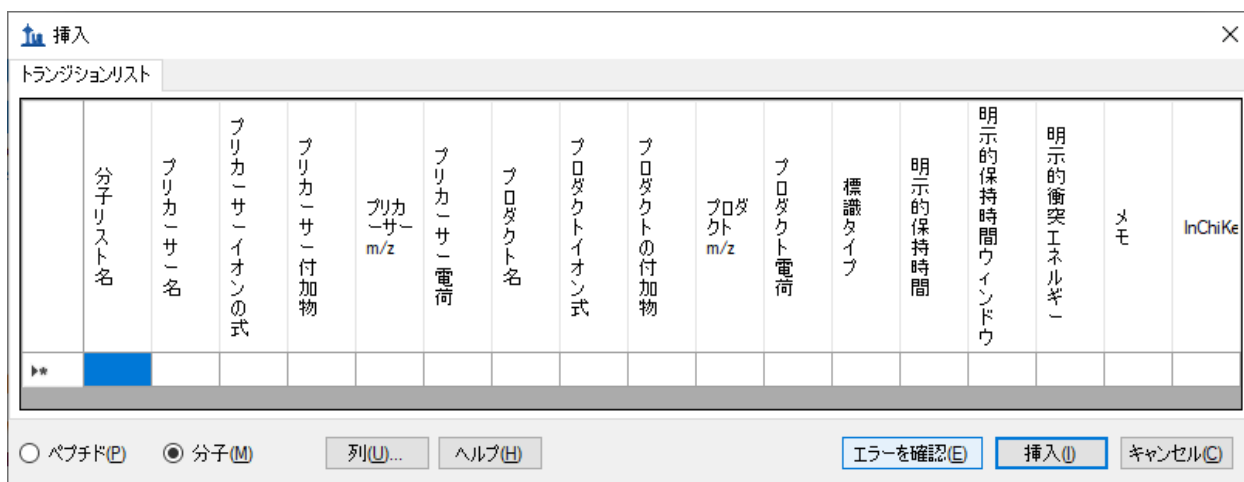 挿入
トランジションリスト
分子リスト名
プリカーサー名
プリカーサーイオンの式
プリカーサー付加物
プリカ
ーサー
m/z
プリカーサー電荷
プロダクト名
プロダクトイオン式
プロダクトの付加物
プロダ
クト
m/z
プロダクト電荷
標識タイプ
明示的保持時間
明示的保持時間ウィンドウ
明示的衝突エネルギー
メモ
InChiKe
ペプチド(P)
分子(M)
列(U)...
ヘルプ(H)
エラーを確認(E)
挿入(I)
キャンセル(C)